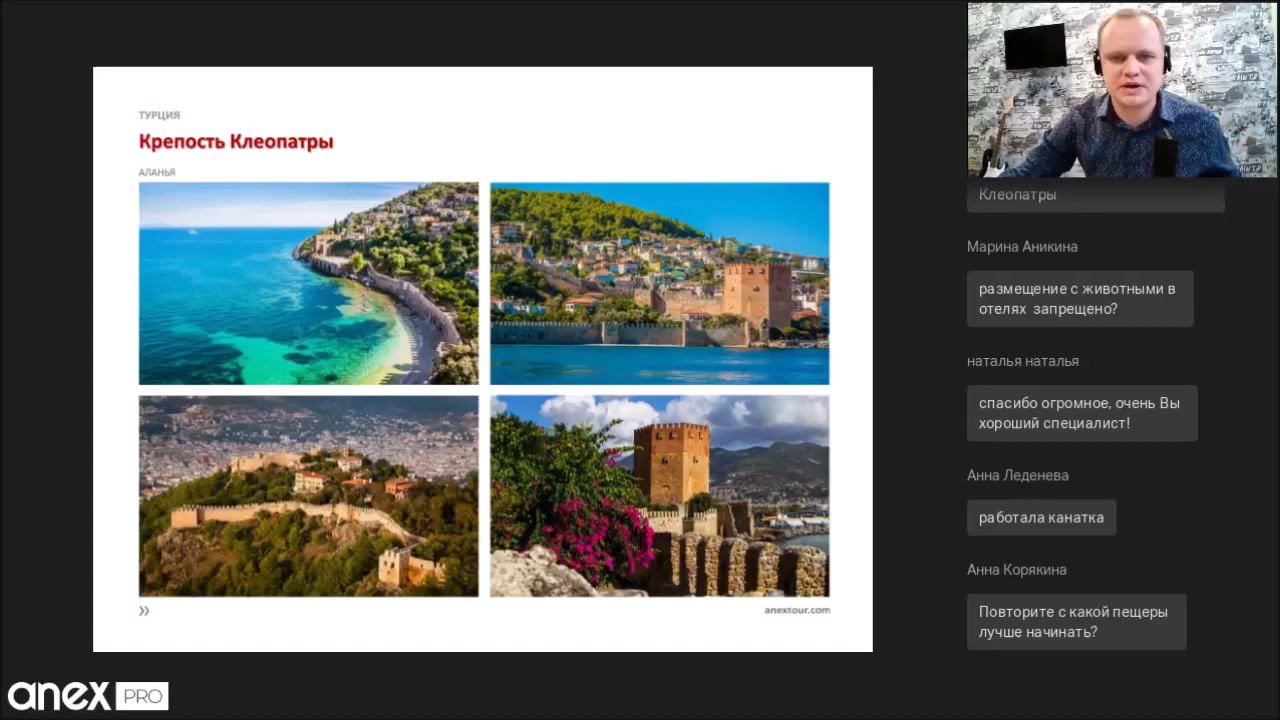 ТУРЦИЯ
Крепость Клеопатры
АЛАНЬЯ
anextour.com
anex PRO
Клеопатры
Марина Аникина
размещение с животными в
отелях запрещено?
наталья наталья
спасибо огромное, очень Вы
хороший специалист!
Анна Леденева
работала канатка
Анна Корякина
Повторите с какой пещеры
лучше начинать?